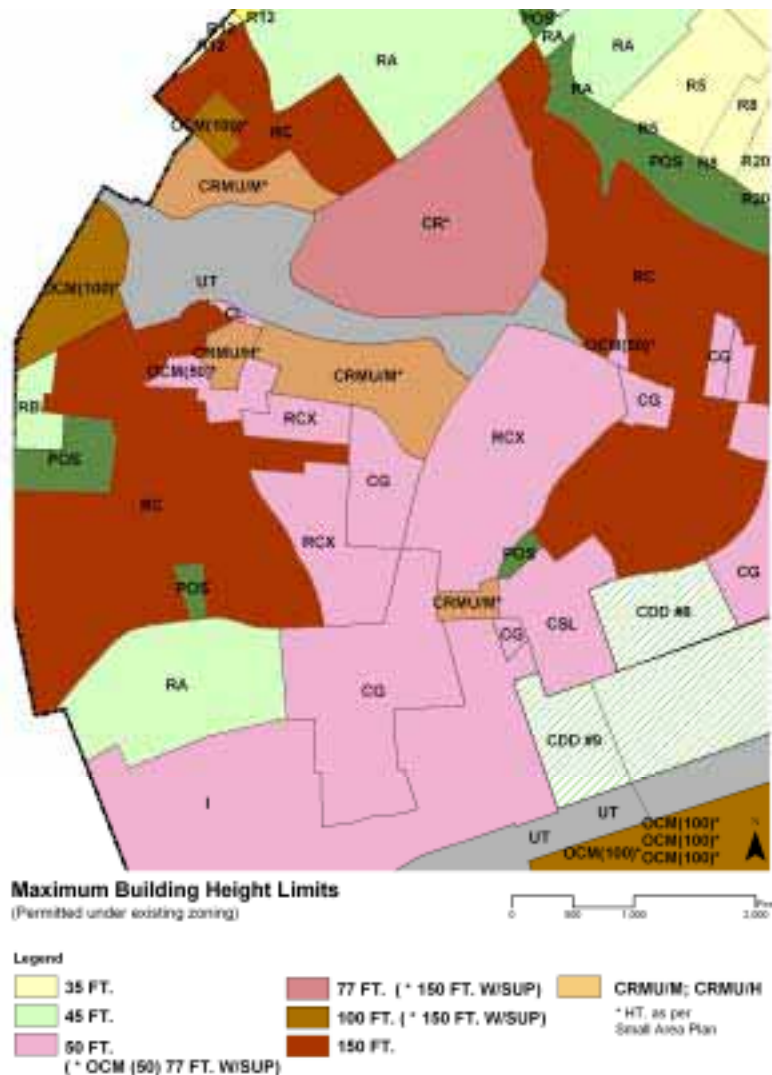 R12
R12
R12
POS
RA
RA
RA
RA
R5
R8
R5
POS
R8
R20
R20
OCM(100)*
RC
CRMU/M*
CR*
OCM(100)*
UT
RC
CL
CRMU/H*
OCM(50)*
OCM(50)*
CG
CRMU/M*
RB
RCX
RCX
CG
POS
CG
RC
RCX
POS
POS
CRMU/M*
CG
CSL
CDD #8
CG
RA
CG
CDD #9
I
UT
UT
OCM(100)*
OCM(100)*
OCM(100)*
OCM(100)*
N
Maximum Building Height Limits
(Permitted under existing zoning)
0 500 1,000 2,000
Legend
35 FT.
45 FT.
50 FT.
( * OCM (50) 77 FT. W/SUP)
77 FT. ( * 150 FT. W/SUP)
100 FT. ( * 150 FT. W/SUP)
150 FT.
CRMU/M; CRMU/H
* HT. as per
Small Area Plan